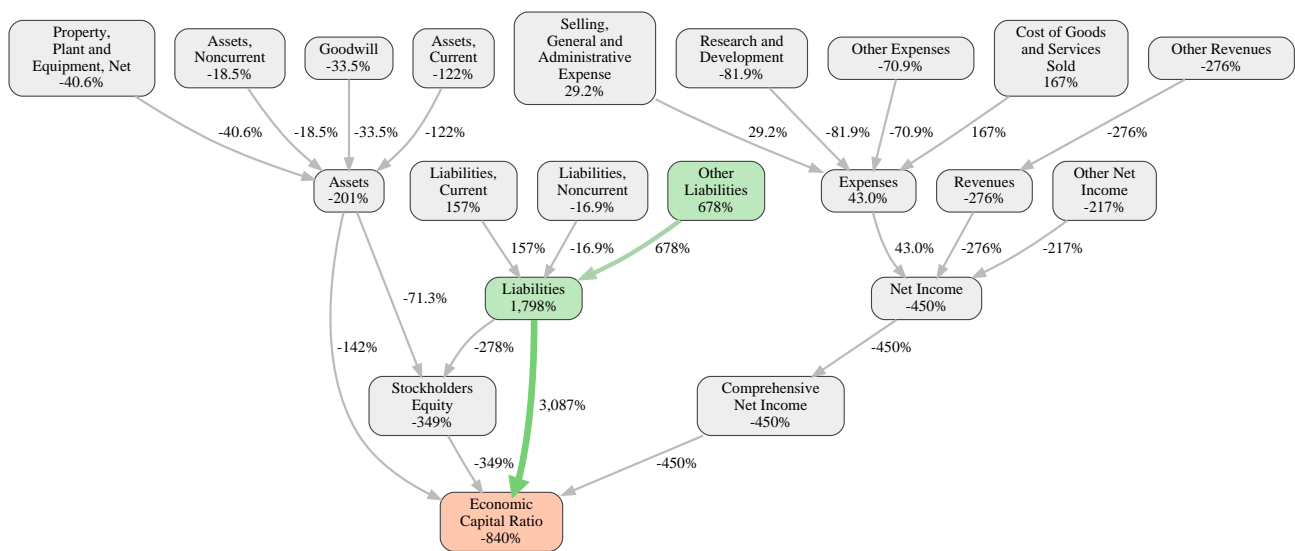 Property,
Plant and
Equipment, Net
-40.6%
Assets,
Noncurrent
-18.5%
Goodwill
-33.5%
Assets,
Current
-122%
Selling,
General and
Administrative
Expense
29.2%
Research and
Development
-81.9%
Other Expenses
-70.9%
Cost of Goods
and Services
Sold
167%
Other Revenues
-276%
-40.6%
-18.5%
-33.5%
-122%
29.2%
-81.9%
-70.9%
167%
-276%
Assets
-201%
Liabilities,
Current
157%
Liabilities,
Noncurrent
-16.9%
Other
Liabilities
678%
Expenses
43.0%
Revenues
-276%
Other Net
Income
-217%
157%
-16.9%
678%
43.0%
-276%
-217%
Liabilities
1,798%
Net Income
-450%
-71.3%
-142%
-278%
-450%
Stockholders
Equity
-349%
3,087%
Comprehensive
Net Income
-450%
-349%
-450%
Economic
Capital Ratio
-840%